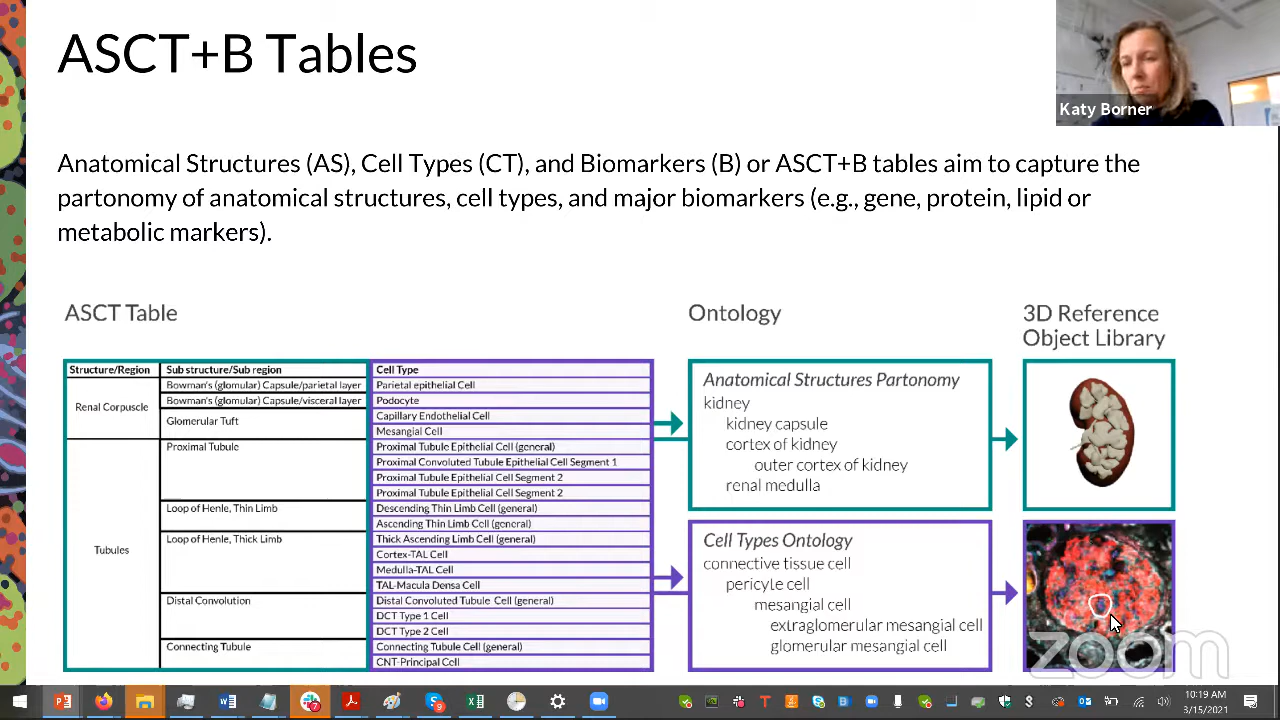 ASCT+B Tables
Katy Borner
Anatomical Structures (AS), Cell Types (CT), and Biomarkers (B) or ASCT+B tables aim to capture the
partonomy of anatomical structures, cell types, and major biomarkers (e.g., gene, protein, lipid or
metabolic markers).
ASCT Table
Structure/Region Sub structure/Sub region Cell Type
Renal Corpuscle
Bowman's (glomular) Capsule/parietal layer Parietal epithelial Cell
Bowman's (glomular) Capsule/visceral layer Podocyte
Glomerular Tuft Capillary Endothelial Cell
Mesangial Cell
Tubules
Proximal Tubule Proximal Tubule Epithelial Cell (general)
Proximal Convoluted Tubule Epithelial Cell Segment 1
Proximal Tubule Epithelial Cell Segment 2
Proximal Tubule Epithelial Cell Segment 2
Loop of Henle, Thin Limb Descending Thin Limb Cell (general)
Ascending Thin Limb Cell (general)
Loop of Henle, Thick Limb Thick Ascending Limb Cell (general)
Cortex-TAL Cell
Medulla-TAL Cell
TAL-Macula Densa Cell
Distal Convolution Distal Convoluted Tubule Cell (general)
DCT Type 1 Cell
DCT Type 2 Cell
Connecting Tubule Connecting Tubule Cell (general)
CNT-Principal Cell
Ontology
Anatomical Structures Partonomy
kidney
kidney capsule
cortex of kidney
outer cortex of kidney
renal medulla
Cell Types Ontology
connective tissue cell
pericyte cell
mesangial cell
extraglomerular mesangial cell
glomerular mesangial cell
3D Reference
Object Library
zoom
10:19 AM
3/15/2021